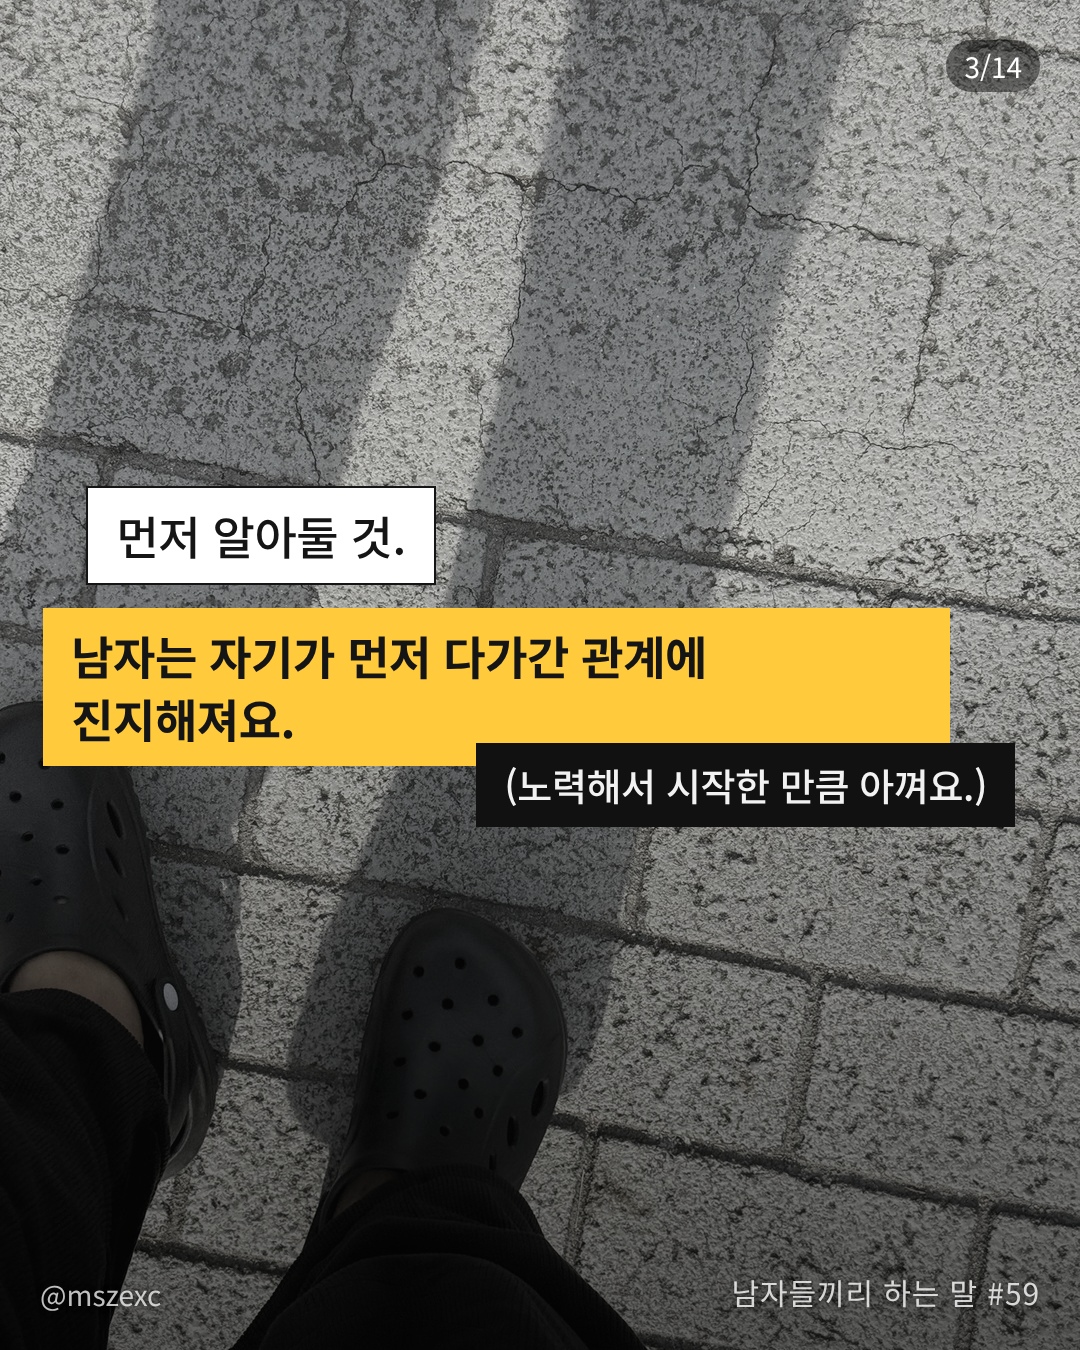 3/14
먼저 알아둘 것.
남자는 자기가 먼저 다가간 관계에
진지해져요.
(노력해서 시작한 만큼 아껴요.)
@mszexc
남자들끼리 하는 말 #59